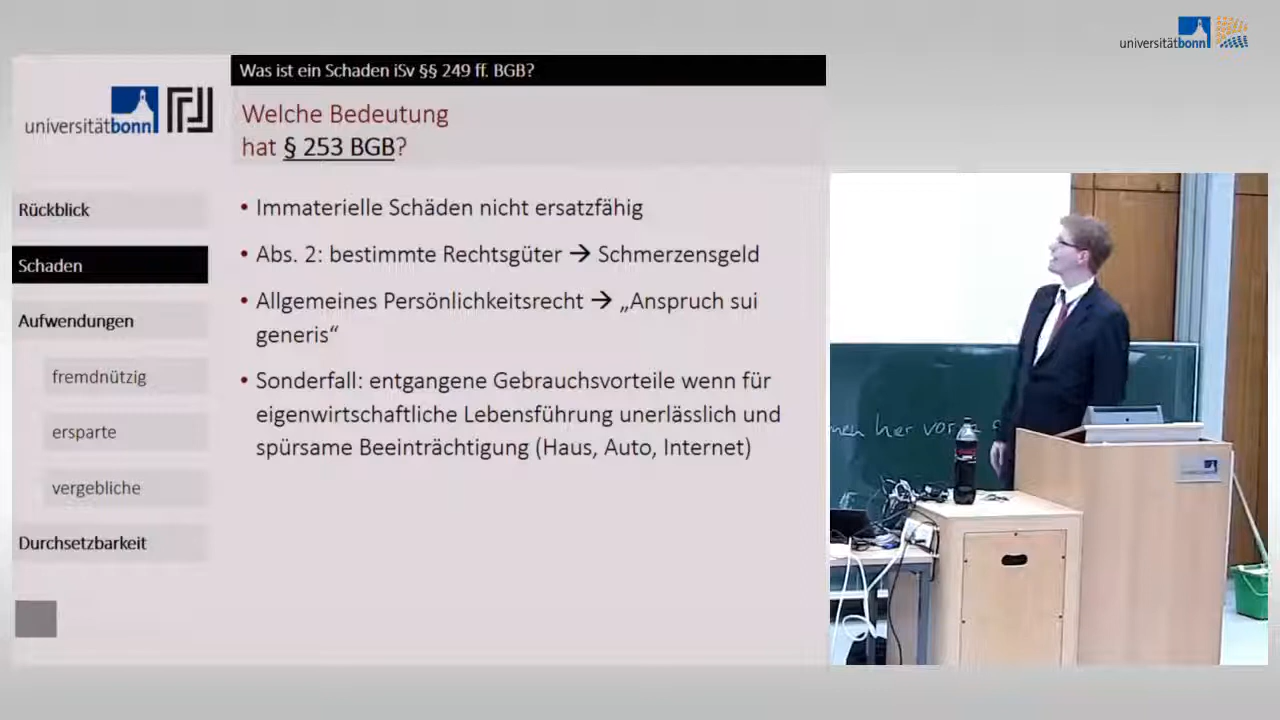 universitätbonn
Was ist ein Schaden iSv §§ 249 ff. BGB?
universitätbonn
Welche Bedeutung
hat § 253 BGB?
Rückblick
Schaden
Aufwendungen
fremdnützig
ersparte
vergebliche
Durchsetzbarkeit
• Immaterielle Schäden nicht ersatzfähig
• Abs. 2: bestimmte Rechtsgüter → Schmerzensgeld
• Allgemeines Persönlichkeitsrecht → „Anspruch sui
generis“
• Sonderfall: entgangene Gebrauchsvorteile wenn für
eigenwirtschaftliche Lebensführung unerlässlich und
spürsame Beeinträchtigung (Haus, Auto, Internet)
her vor